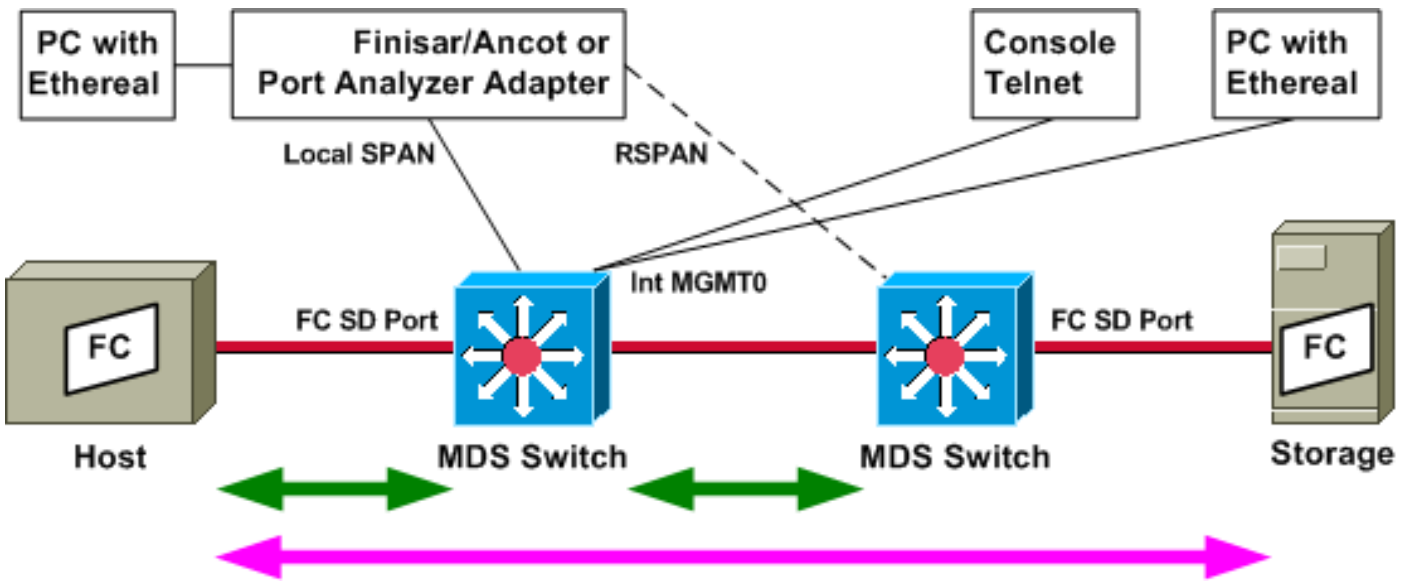 PC with
Ethereal
Finisar/Ancot or
Port Analyzer Adapter
Console
Telnet
PC with
Ethereal
Local SPAN
RSPAN
Int MGMT0
FC SD Port
FC SD Port
FC
FC
Host
MDS Switch
MDS Switch
Storage